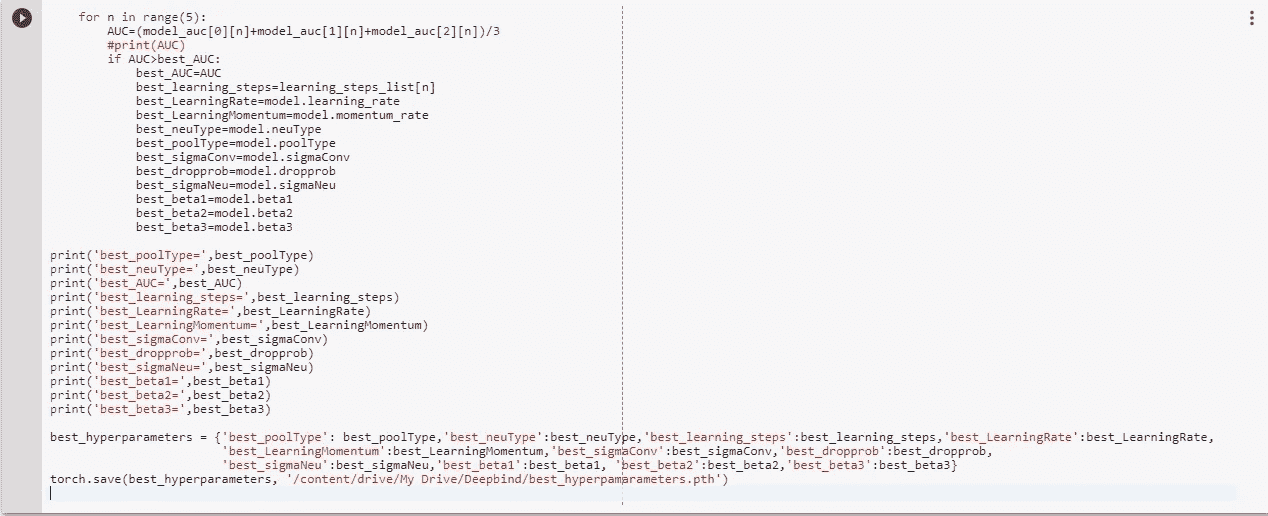 for n in range(5):
        AUC=(model_auc[0][n]+model_auc[1][n]+model_auc[2][n])/3
        #print(AUC)
        if AUC>best_AUC:
            best_AUC=AUC
            best_learning_steps=learning_steps_list[n]
            best_LearningRate=model.learning_rate
            best_LearningMomentum=model.momentum_rate
            best_neuType=model.neuType
            best_poolType=model.poolType
            best_sigmaConv=model.sigmaConv
            best_dropprob=model.dropprob
            best_sigmaNeu=model.sigmaNeu
            best_beta1=model.beta1
            best_beta2=model.beta2
            best_beta3=model.beta3

print('best_poolType=',best_poolType)
print('best_neuType=',best_neuType)
print('best_AUC=',best_AUC)
print('best_learning_steps=',best_learning_steps)
print('best_LearningRate=',best_LearningRate)
print('best_LearningMomentum=',best_LearningMomentum)
print('best_sigmaConv=',best_sigmaConv)
print('best_dropprob=',best_dropprob)
print('best_sigmaNeu=',best_sigmaNeu)
print('best_beta1=',best_beta1)
print('best_beta2=',best_beta2)
print('best_beta3=',best_beta3)

best_hyperparameters = {'best_poolType': best_poolType,'best_neuType':best_neuType,'best_learning_steps':best_learning_steps,'best_LearningRate':best_LearningRate,
                        'best_LearningMomentum':best_LearningMomentum,'best_sigmaConv':best_sigmaConv,'best_dropprob':best_dropprob,
                        'best_sigmaNeu':best_sigmaNeu,'best_beta1':best_beta1, 'best_beta2':best_beta2,'best_beta3':best_beta3}
torch.save(best_hyperparameters, '/content/drive/My Drive/Deepbind/best_hyperpamarameters.pth')